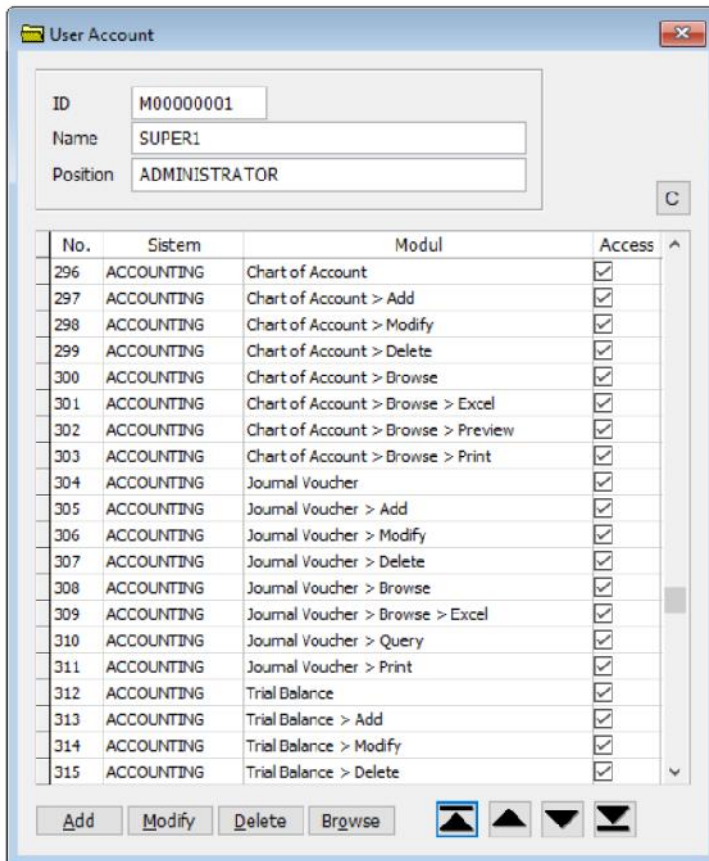 User Account
ID M00000001
Name SUPER1
Position ADMINISTRATOR
C
No. Sistem Modul Access
296 ACCOUNTING Chart of Account
297 ACCOUNTING Chart of Account > Add
298 ACCOUNTING Chart of Account > Modify
299 ACCOUNTING Chart of Account > Delete
300 ACCOUNTING Chart of Account > Browse
301 ACCOUNTING Chart of Account > Browse > Excel
302 ACCOUNTING Chart of Account > Browse > Preview
303 ACCOUNTING Chart of Account > Browse > Print
304 ACCOUNTING Journal Voucher
305 ACCOUNTING Journal Voucher > Add
306 ACCOUNTING Journal Voucher > Modify
307 ACCOUNTING Journal Voucher > Delete
308 ACCOUNTING Journal Voucher > Browse
309 ACCOUNTING Journal Voucher > Browse > Excel
310 ACCOUNTING Journal Voucher > Query
311 ACCOUNTING Journal Voucher > Print
312 ACCOUNTING Trial Balance
313 ACCOUNTING Trial Balance > Add
314 ACCOUNTING Trial Balance > Modify
315 ACCOUNTING Trial Balance > Delete
Add Modify Delete Browse